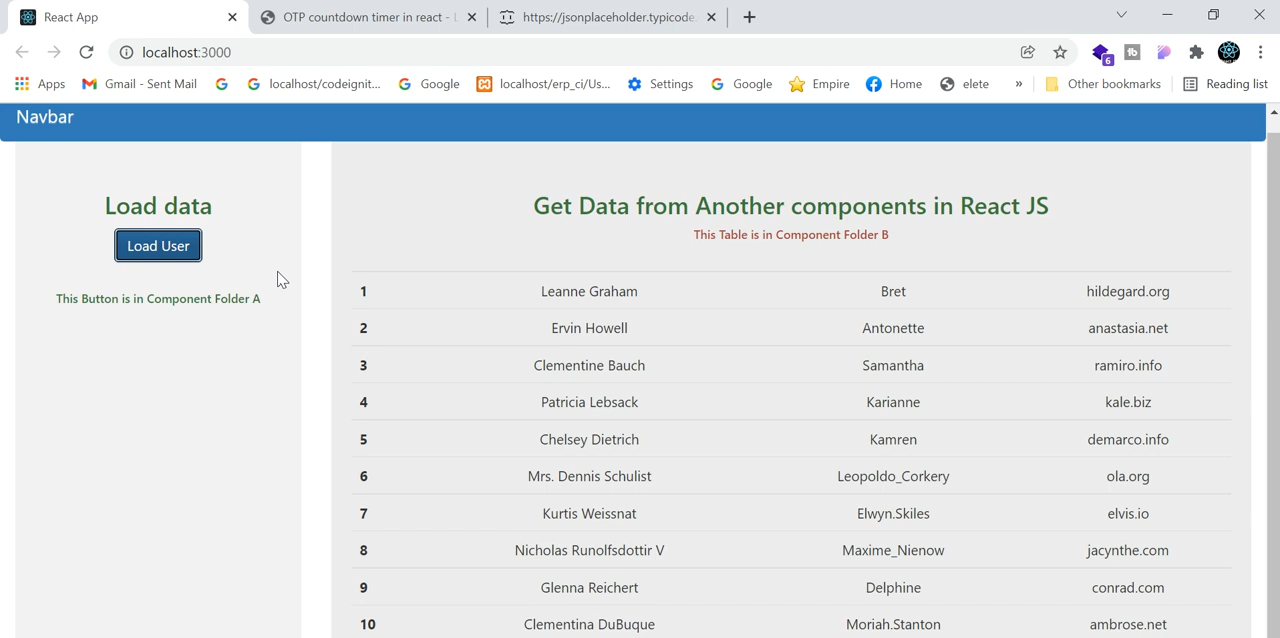 React App
OTP countdown timer in react - L
https://jsonplaceholder.typicode.
localhost:3000
6
Apps
Gmail - Sent Mail
localhost/codeignit...
Google
localhost/erp_ci/Us...
Settings
Google
Empire
Home
elete
»
Other bookmarks
Reading list
Navbar
Load data
Load User
This Button is in Component Folder A
Get Data from Another components in React JS
This Table is in Component Folder B
1 Leanne Graham Bret hildegard.org
2 Ervin Howell Antonette anastasia.net
3 Clementine Bauch Samantha ramiro.info
4 Patricia Lebsack Karianne kale.biz
5 Chelsey Dietrich Kamren demarco.info
6 Mrs. Dennis Schulist Leopoldo_Corkery ola.org
7 Kurtis Weissnat Elwyn.Skiles elvis.io
8 Nicholas Runolfsdottir V Maxime_Nienow jacynthe.com
9 Glenna Reichert Delphine conrad.com
10 Clementina DuBuque Moriah.Stanton ambrose.net